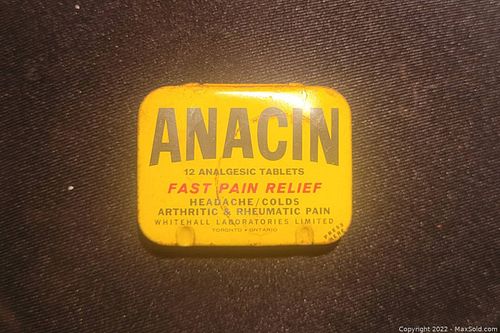 ANACIN
12 ANALGESIC TABLETS
FAST PAIN RELIEF
HEADACHE/COLDS
ARTHRITIC & RHEUMATIC PAIN
WHITEHALL LABORATORIES LIMITED
TORONTO • ONTARIO
PRESS
Copyright 2022 - MaxSold.com